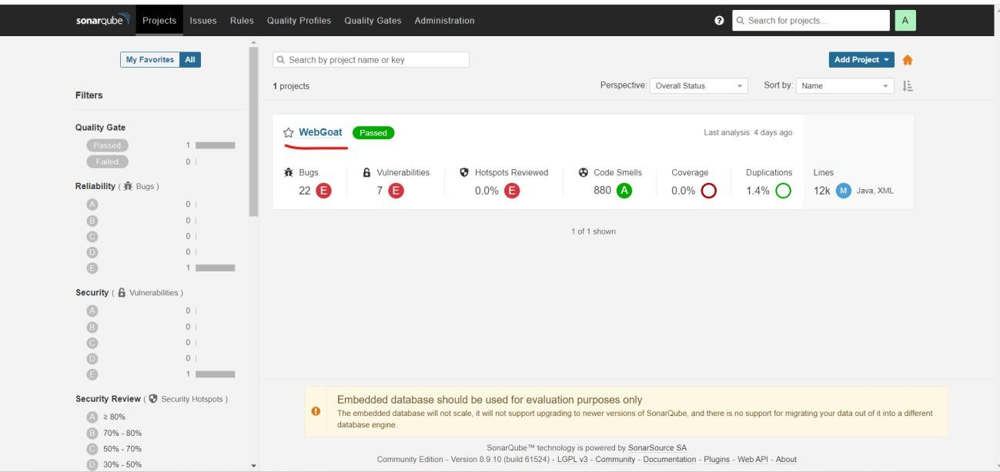 sonarqube Projects Issues Rules Quality Profiles Quality Gates Administration ? Search for projects... A
My Favorites All
Search by project name or key
Add Project
1 projects
Perspective: Overall Status Sort by: Name
Filters
Quality Gate
Passed 1
Failed 0
Reliability ( Bugs )
A 0
B 0
C 0
D 0
E 1
Security ( Vulnerabilities )
A 0
B 0
C 0
D 0
E 1
Security Review ( Security Hotspots )
A ≥ 80%
B 70% - 80%
C 50% - 70%
D 30% - 50%
WebGoat Passed Last analysis: 4 days ago
Bugs Vulnerabilities Hotspots Reviewed Code Smells Coverage Duplications Lines
22 E 7 E 0.0% E 880 A 0.0% 1.4% 12k M Java, XML
1 of 1 shown
Embedded database should be used for evaluation purposes only
The embedded database will not scale, it will not support upgrading to newer versions of SonarQube, and there is no support for migrating your data out of it into a different
database engine.
SonarQube™ technology is powered by SonarSource SA
Community Edition - Version 8.9.10 (build 61524) - LGPL v3 - Community - Documentation - Plugins - Web API - About